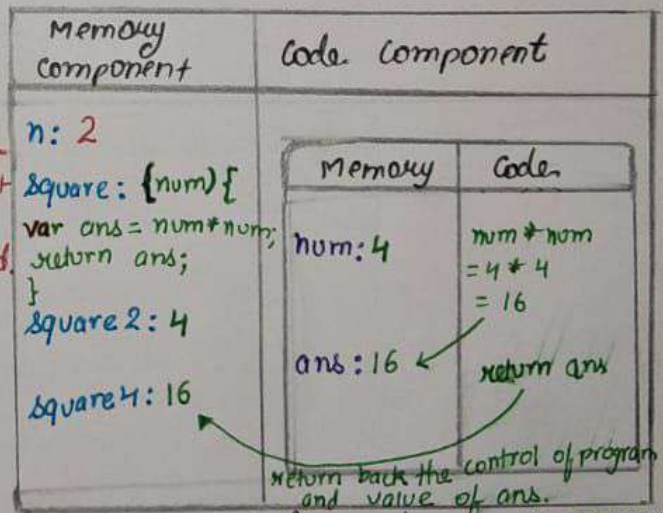 Memory
component
Code component
n: 2
square: {num) {
var ans = num*num;
return ans;
}
square2: 4
square4: 16
Memory
Code
num: 4
num * num
= 4 * 4
= 16
ans: 16
return ans
return back the control of program
and value of ans.